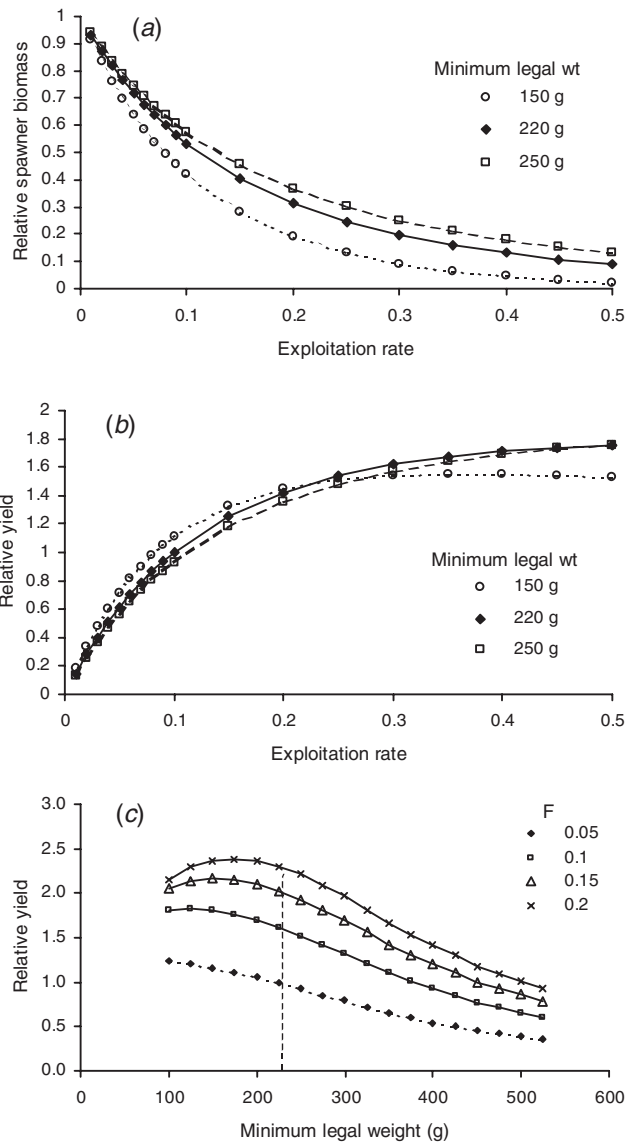 (a)
Relative spawner biomass
1
0.9
0.8
0.7
0.6
0.5
0.4
0.3
0.2
0.1
0
Minimum legal wt
150 g
220 g
250 g
0 0.1 0.2 0.3 0.4 0.5
Exploitation rate
(b)
Relative yield
2
1.8
1.6
1.4
1.2
1
0.8
0.6
0.4
0.2
0
Minimum legal wt
150 g
220 g
250 g
0 0.1 0.2 0.3 0.4 0.5
Exploitation rate
(c)
Relative yield
3.0
2.5
2.0
1.5
1.0
0.5
0.0
F
0.05
0.1
0.15
0.2
0 100 200 300 400 500 600
Minimum legal weight (g)